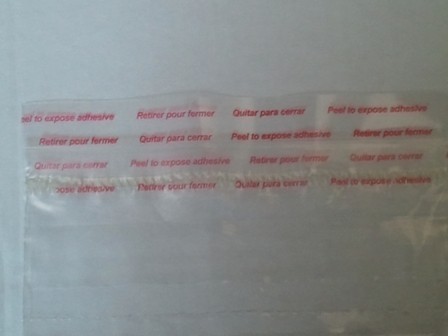 eel to expose adhesive Retirer pour fermer Quitar para cerrar Peel to expose adhesive
Retirer pour fermer Quitar para cerrar Peel to expose adhesive Retirer pour fermer
Quitar para cerrar Peel to expose adhesive Retirer pour fermer Quitar para cerrar
pose adhesive Retirer pour fermer Quitar para cerrar Peel to expose adhesive